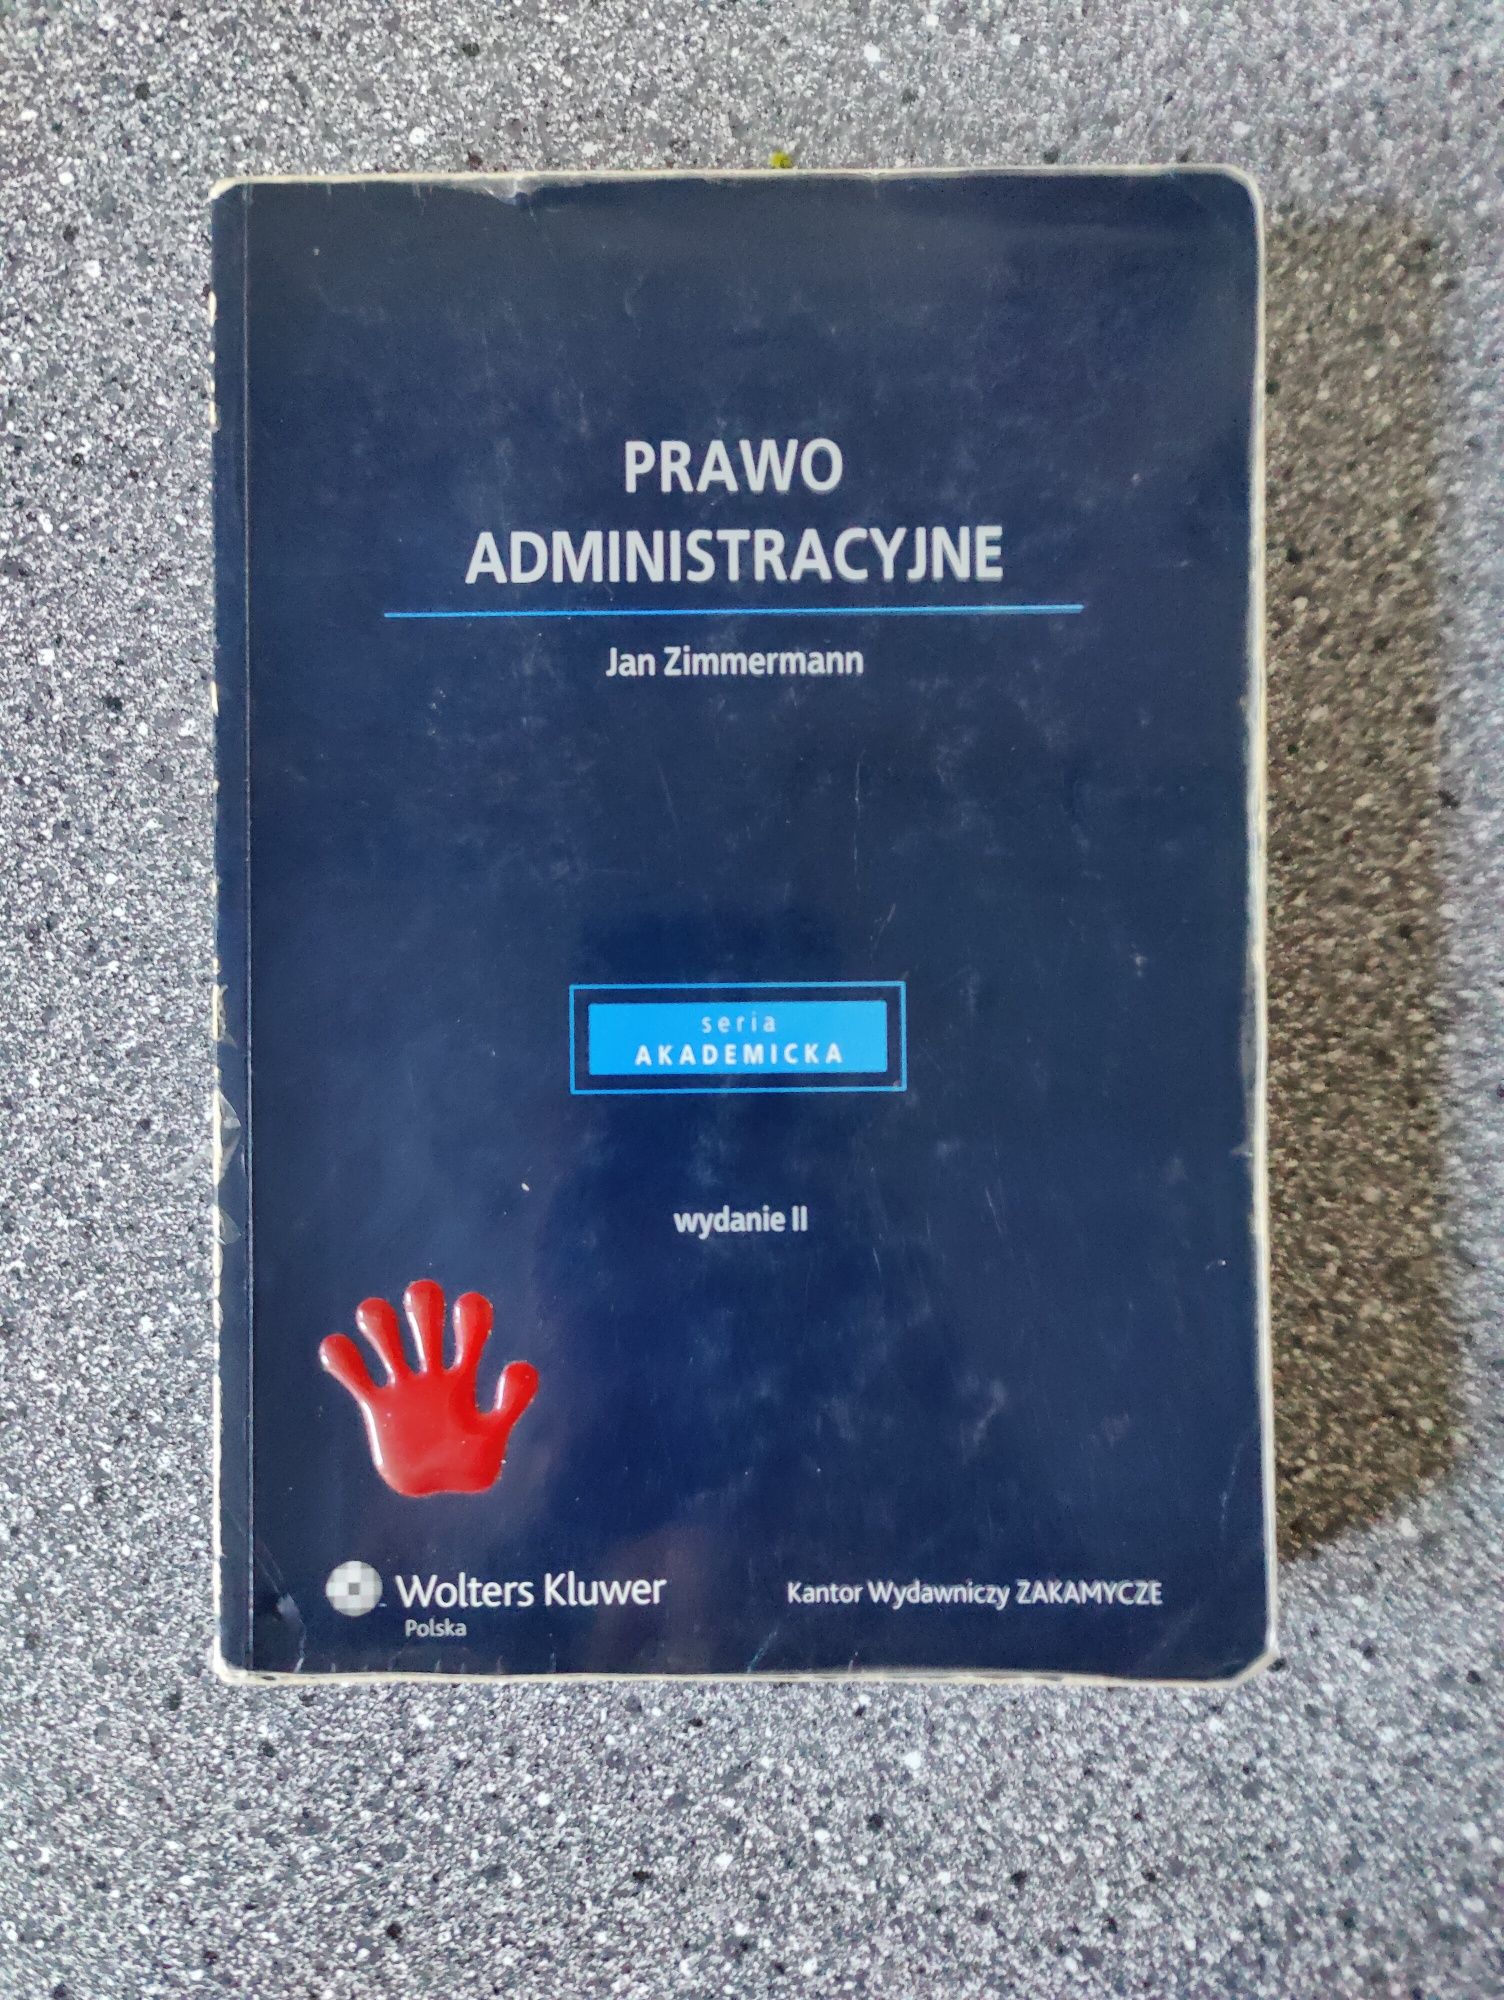 PRAWO
ADMINISTRACYJNE
Jan Zimmermann
seria
AKADEMICKA
wydanie II
Wolters Kluwer
Polska
Kantor Wydawniczy ZAKAMYCZE